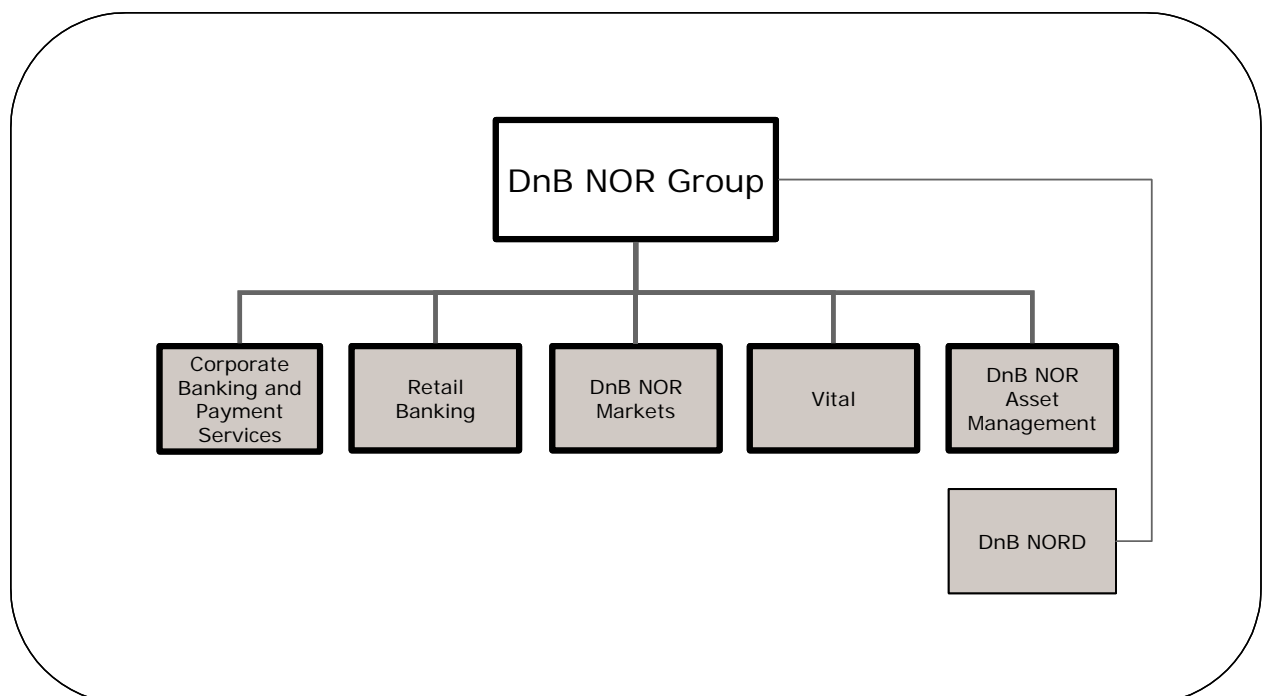 DnB NOR Group
Corporate
Banking and
Payment
Services
Retail
Banking
DnB NOR
Markets
Vital
DnB NOR
Asset
Management
DnB NORD